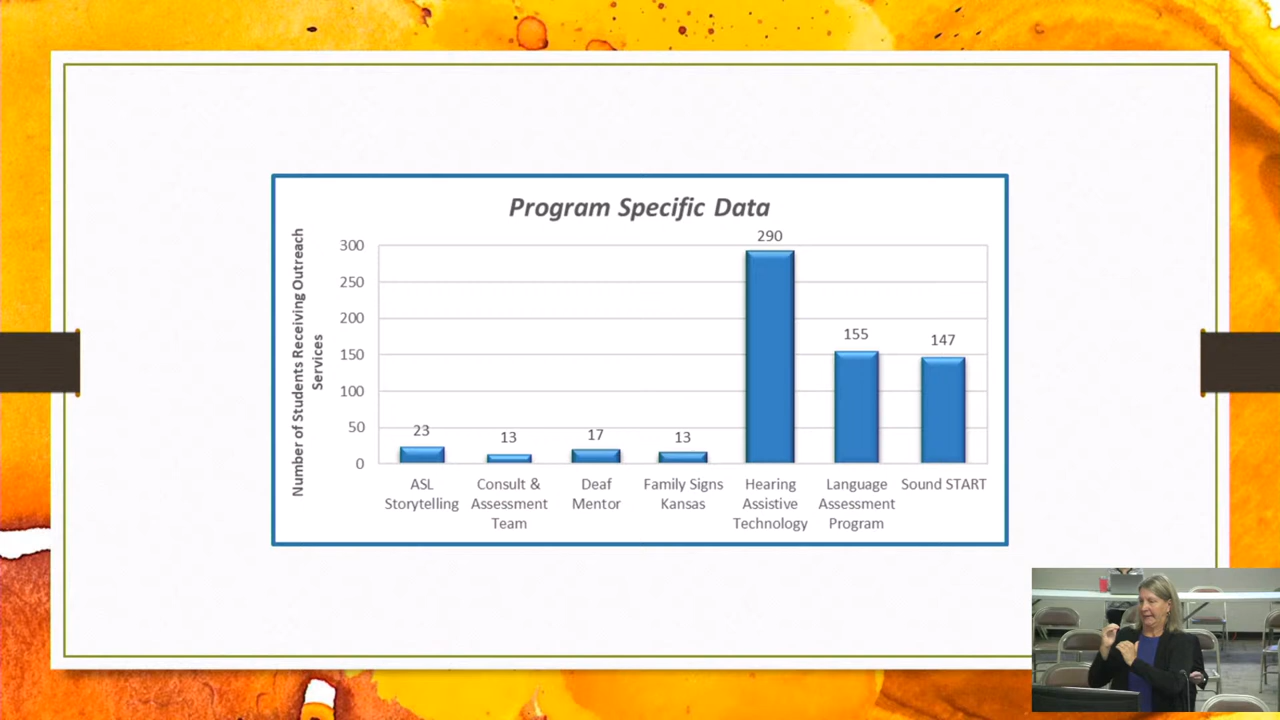 Program Specific Data
Number of Students Receiving Outreach
Services
300
250
200
150
100
50
0
23
13
17
13
290
155
147
ASL
Storytelling
Consult &
Assessment
Team
Deaf
Mentor
Family Signs
Kansas
Hearing
Assistive
Technology
Language
Assessment
Program
Sound START